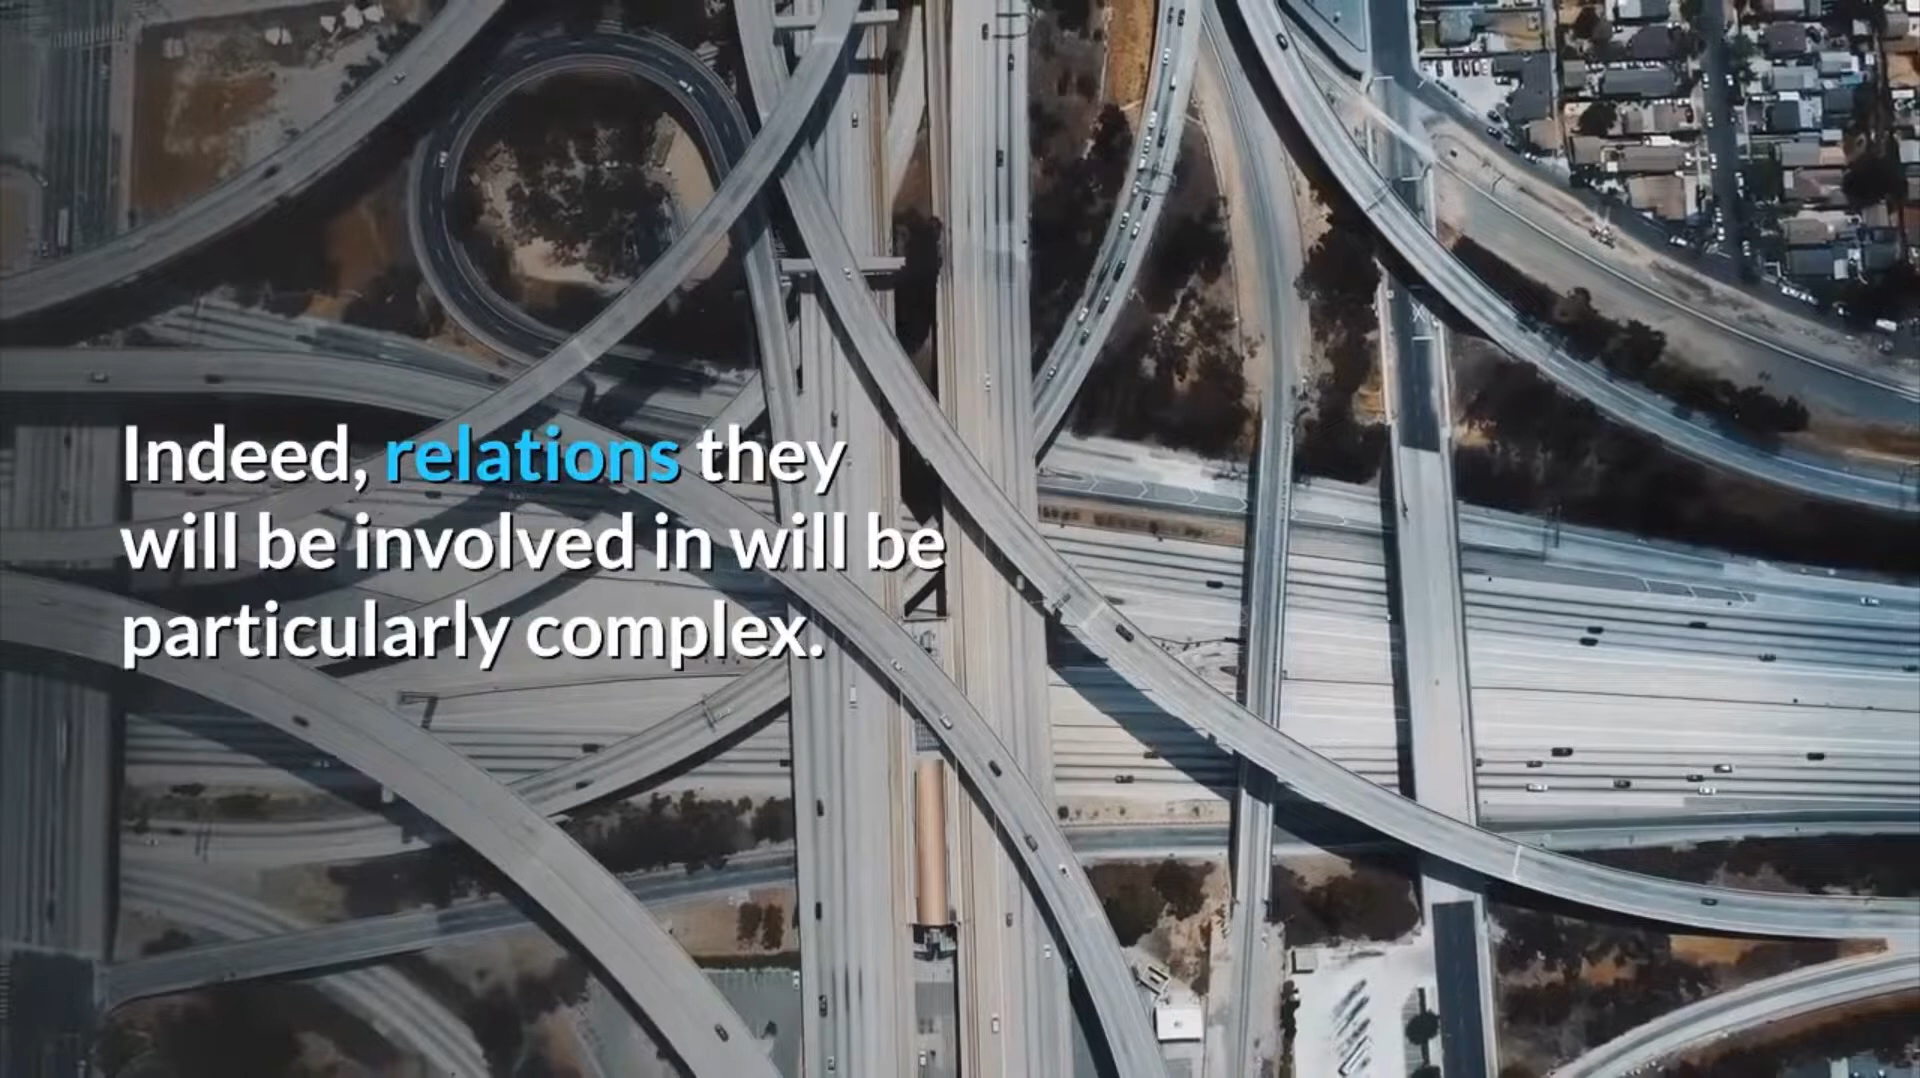 Indeed, relations they
will be involved in will be
particularly complex.